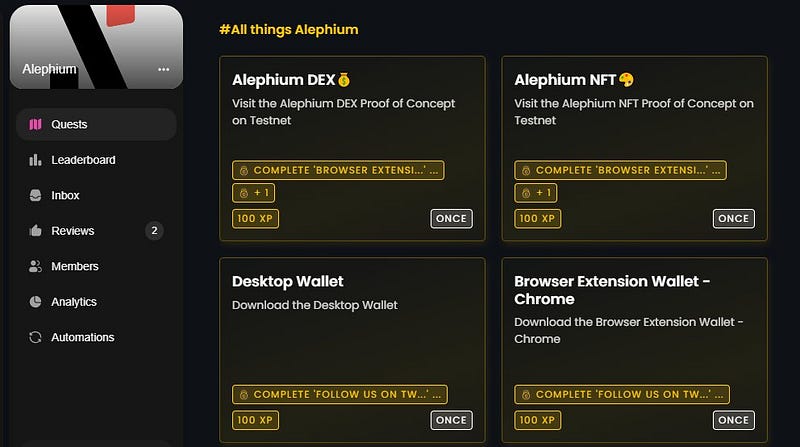 Alephium
...
Quests
Leaderboard
Inbox
Reviews
2
Members
Analytics
Automations
#All things Alephium
Alephium DEX💰
Visit the Alephium DEX Proof of Concept
on Testnet
COMPLETE 'BROWSER EXTENSI...' ...
+ 1
100 XP
ONCE
Alephium NFT🎨
Visit the Alephium NFT Proof of Concept on
Testnet
COMPLETE 'BROWSER EXTENSI...' ...
+ 1
100 XP
ONCE
Desktop Wallet
Download the Desktop Wallet
COMPLETE 'FOLLOW US ON TW...' ...
100 XP
ONCE
Browser Extension Wallet -
Chrome
Download the Browser Extension Wallet -
Chrome
COMPLETE 'FOLLOW US ON TW...' ...
100 XP
ONCE